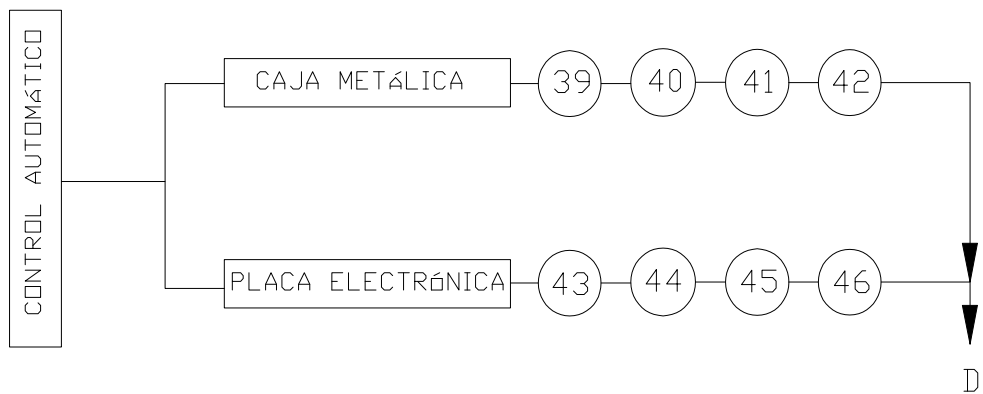 CONTROL AUTOMÁTICO
CAJA METáLICA
39
40
41
42
PLACA ELECTRóNICA
43
44
45
46
D